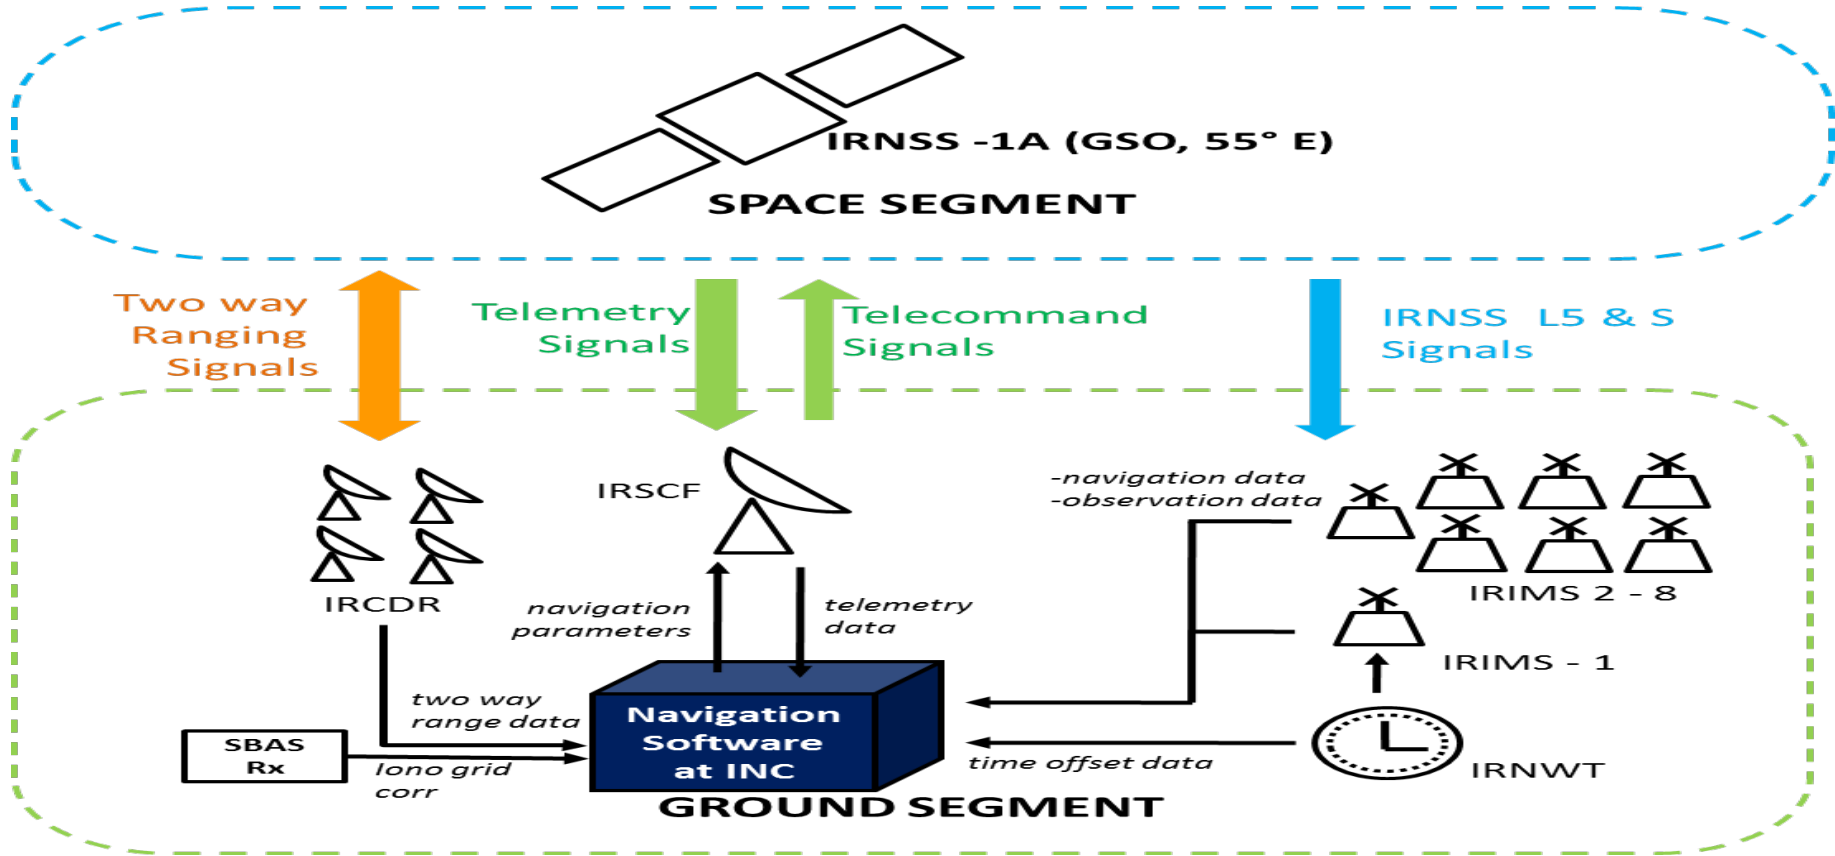 IRNSS -1A (GSO, 55° E)
SPACE SEGMENT
Two way
Ranging
Signals
Telemetry
Signals
Telecommand
Signals
IRNSS L5 & S
Signals
IRCDR
IRSCF
-navigation data
-observation data
IRIMS 2 - 8
IRIMS - 1
navigation
parameters
telemetry
data
two way
range data
SBAS
Rx
Iono grid
corr
Navigation
Software
at INC
time offset data
IRNWT
GROUND SEGMENT